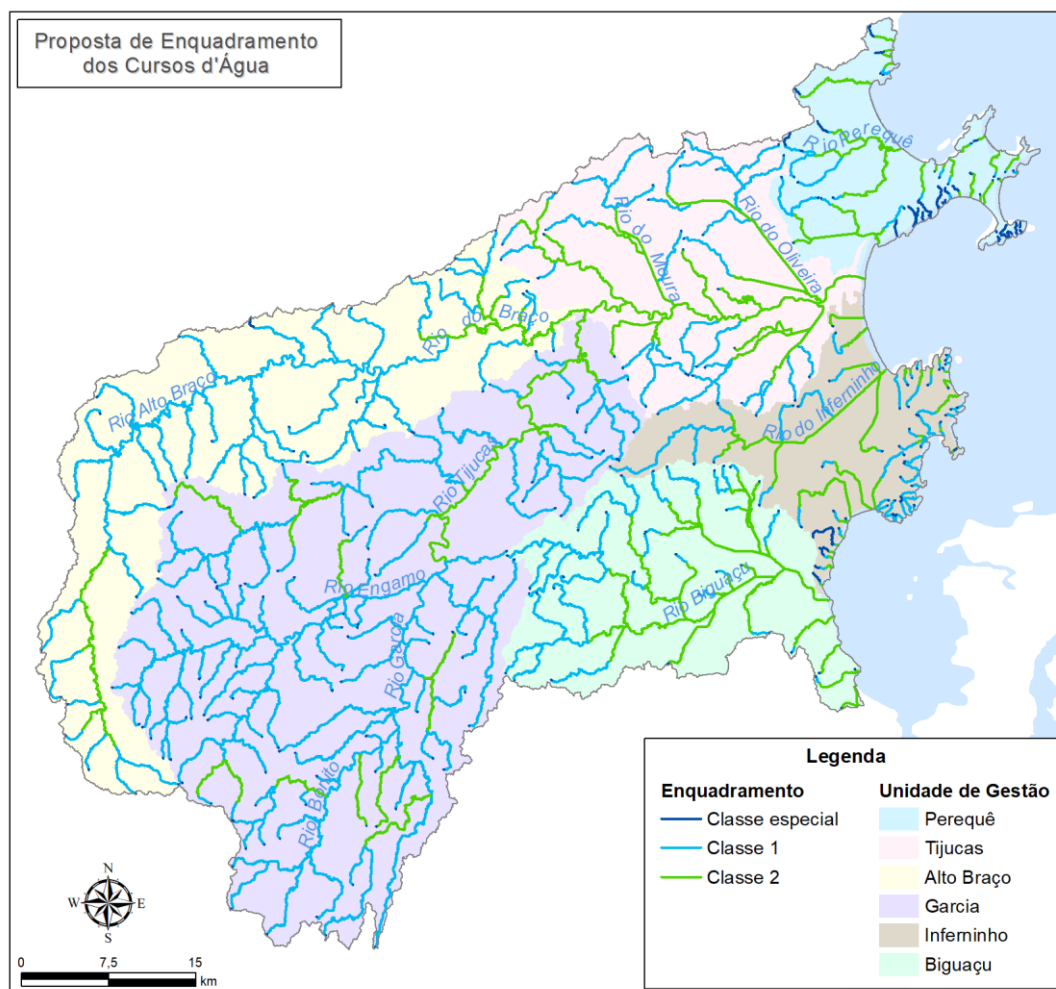 Proposta de Enquadramento
dos Cursos d'Água
Rio Perequê
Rio do Oliveira
Rio do Moura
Rio do Braço
Rio Alto Braço
Rio do Inferninho
Rio Tijucas
Rio Engamo
Rio Biguaçu
Rio Garcia
Rio Bonito
N
W E
S
0 7,5 15
km
Legenda
Enquadramento
Classe especial
Classe 1
Classe 2
Unidade de Gestão
Perequê
Tijucas
Alto Braço
Garcia
Inferninho
Biguaçu